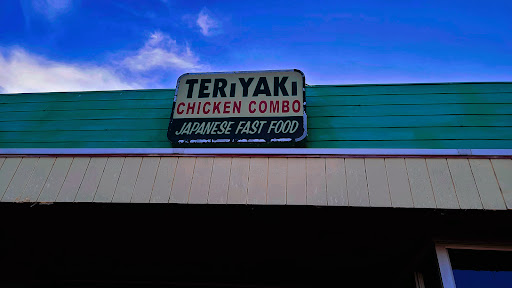 TERiYAKi
CHICKEN COMBO
JAPANESE FAST FOOD